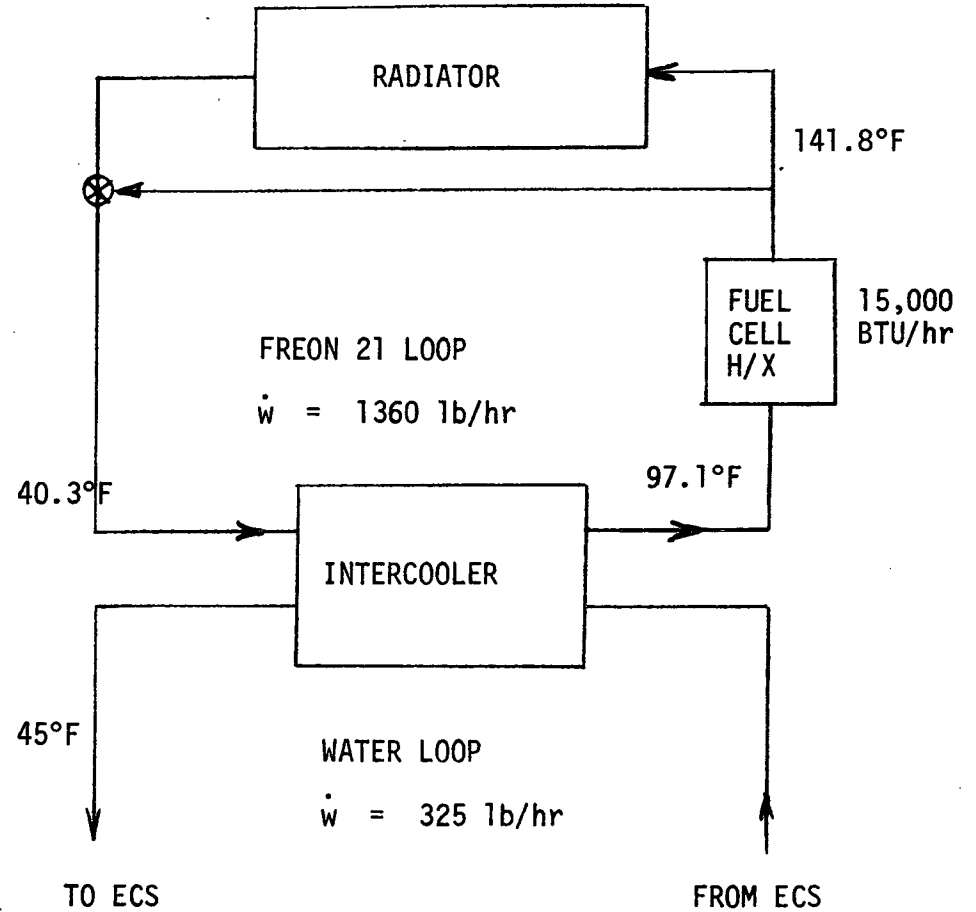 RADIATOR
141.8°F
FUEL
CELL
H/X
15,000
BTU/hr
FREON 21 LOOP
ẇ = 1360 lb/hr
40.3°F
97.1°F
INTERCOOLER
45°F
WATER LOOP
ẇ = 325 lb/hr
TO ECS
FROM ECS